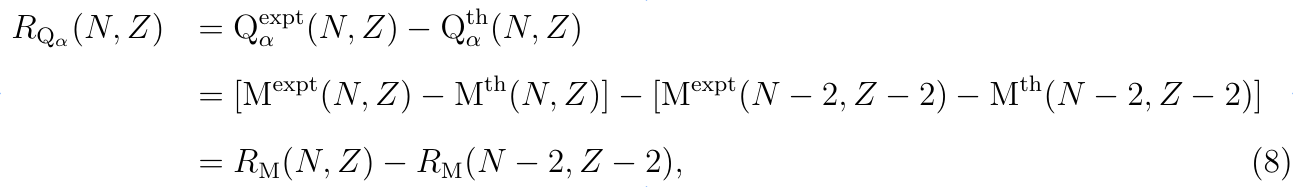 R_{Q_α}(N, Z) = Q_α^{expt}(N, Z) − Q_α^{th}(N, Z)
= [M^{expt}(N, Z) − M^{th}(N, Z)] − [M^{expt}(N − 2, Z − 2) − M^{th}(N − 2, Z − 2)]
= R_M(N, Z) − R_M(N − 2, Z − 2), (8)